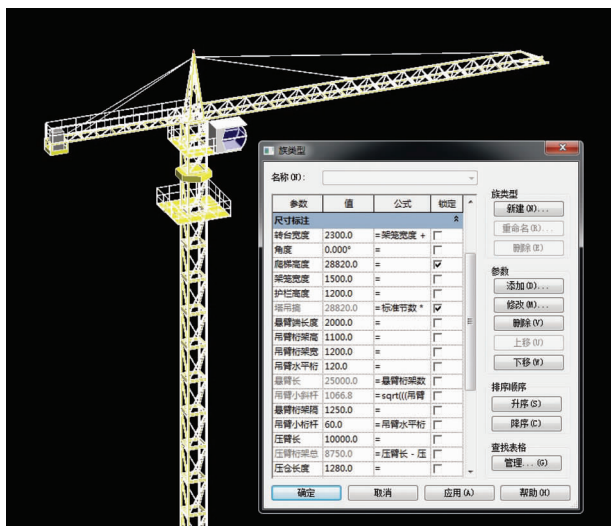 族类型
名称(N):
参数 值 公式 锁定
尺寸标注
转台宽度 2300.0 =架笼宽度 +
角度 0.000° =
爬梯高度 28820.0 =
架笼宽度 1500.0 =
护栏高度 1200.0 =
塔吊搞 28820.0 =标准节数 *
悬臂端长度 2000.0 =
吊臂桁架高 1100.0 =
吊臂桁架宽 1200.0 =
吊臂水平桁 120.0 =
悬臂长 25000.0 =悬臂桁架数
吊臂小斜杆 1066.8 =sqrt(((吊臂
悬臂桁架隔 1250.0 =
吊臂小桁杆 60.0 =吊臂水平桁
压臂长 10000.0 =
压臂桁架总 8750.0 =压臂长 - 压
压仓长度 1280.0 =
族类型
新建(N)...
重命名(R)...
删除(E)
参数
添加(D)...
修改(M)...
删除(V)
上移(U)
下移(W)
排序顺序
升序(S)
降序(C)
查找表格
管理...(G)
确定 取消 应用(A) 帮助(H)